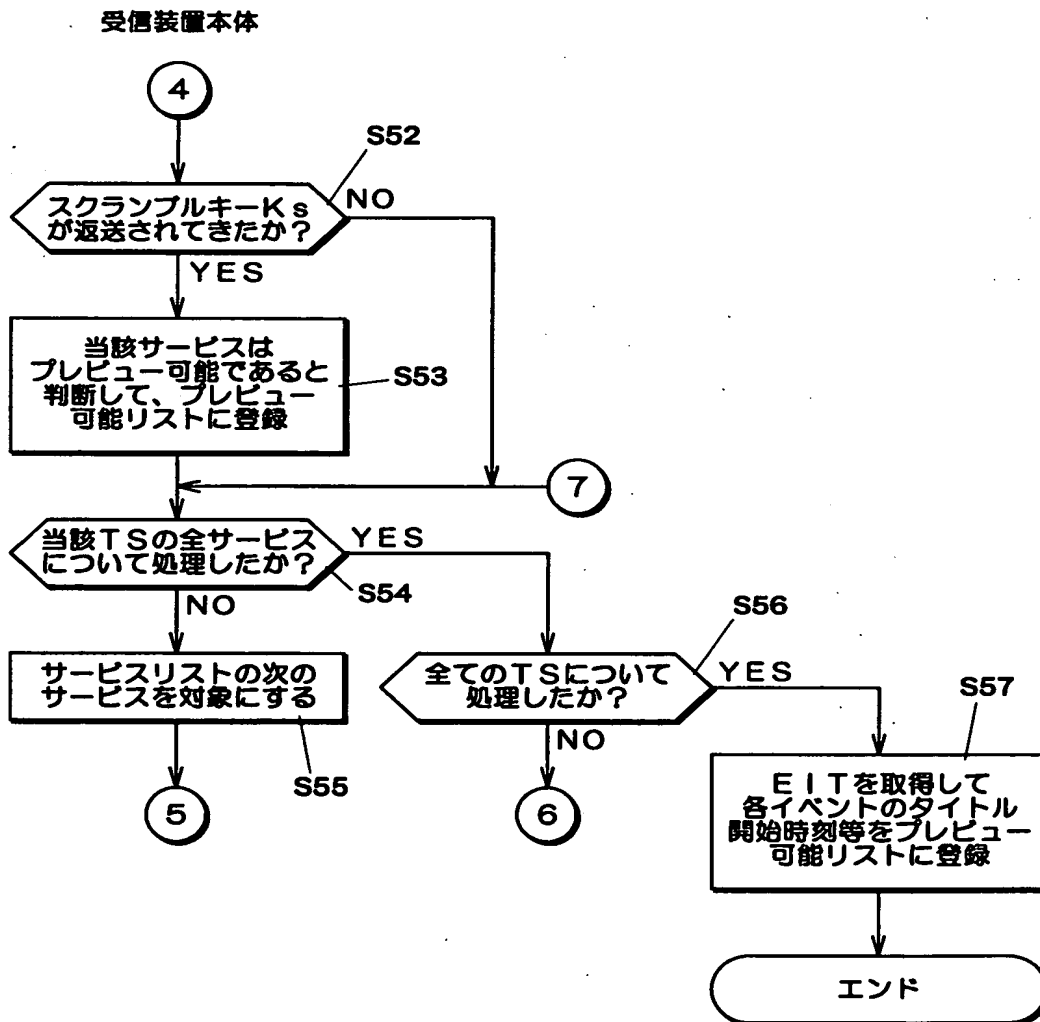 受信装置本体
4
S52
スクランブルキーKs
が返送されてきたか？
NO
YES
当該サービスは
プレビュー可能であると
判断して、プレビュー
可能リストに登録
S53
7
当該TSの全サービス
について処理したか？
YES
S54
NO
S56
サービスリストの次の
サービスを対象にする
S55
全てのTSについて
処理したか？
YES
NO
S57
EITを取得して
各イベントのタイトル
開始時刻等をプレビュー
可能リストに登録
5
6
エンド